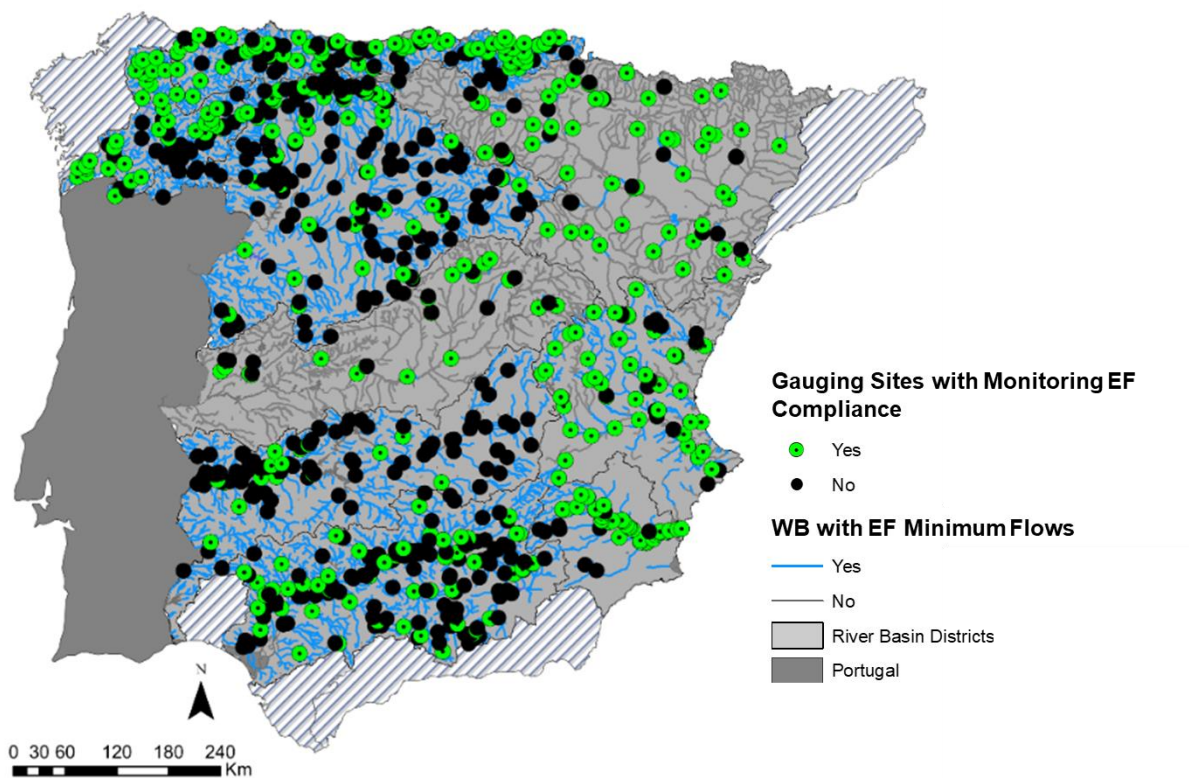 Gauging Sites with Monitoring EF
Compliance
Yes
No
WB with EF Minimum Flows
Yes
No
River Basin Districts
Portugal
N
0 30 60 120 180 240
Km